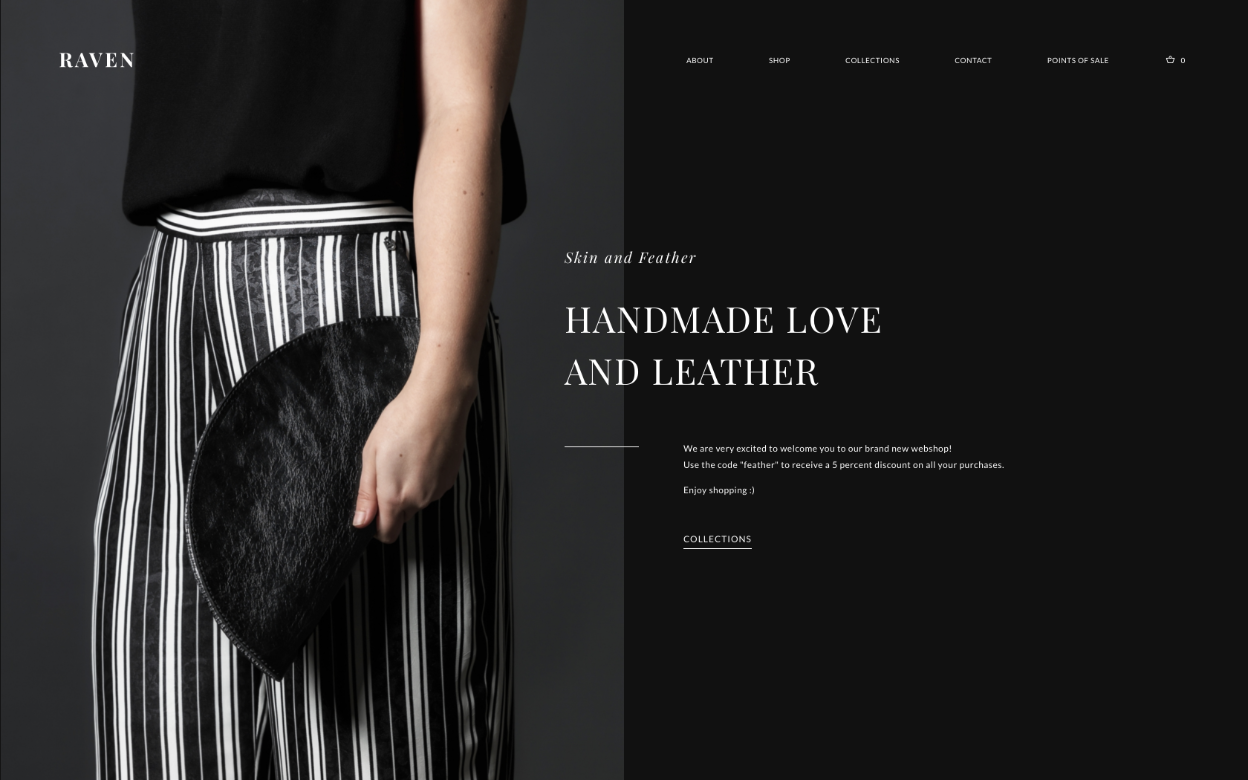 RAVEN
ABOUT
SHOP
COLLECTIONS
CONTACT
POINTS OF SALE
0
Skin and Feather
HANDMADE LOVE
AND LEATHER
We are very excited to welcome you to our brand new webshop!
Use the code "feather" to receive a 5 percent discount on all your purchases.
Enjoy shopping :)
COLLECTIONS